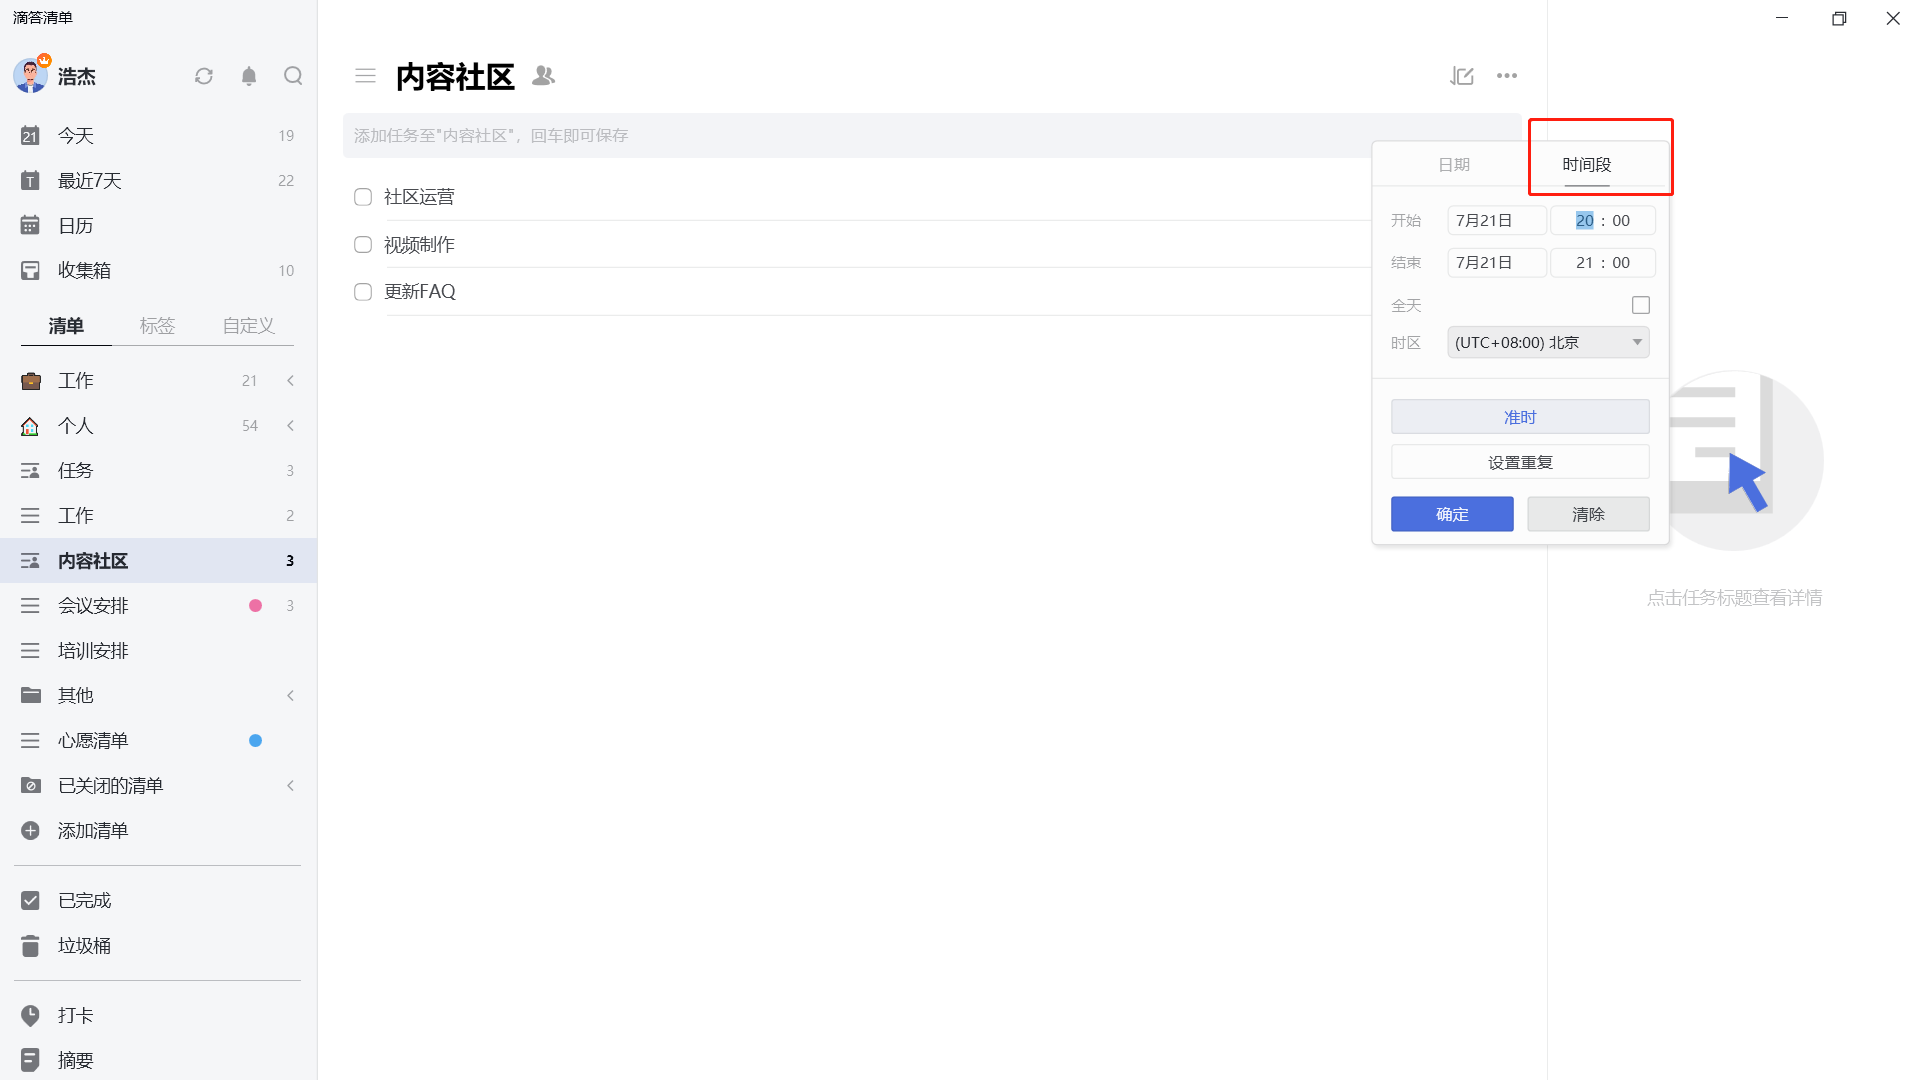 滴答清单
浩杰
21 今天 19
T 最近7天 22
日历
收集箱 10
清单 标签 自定义
工作 21
个人 54
任务 3
工作 2
内容社区 3
会议安排 3
培训安排
其他
心愿清单
已关闭的清单
添加清单
已完成
垃圾桶
打卡
摘要
内容社区
添加任务至"内容社区"，回车即可保存
社区运营
视频制作
更新FAQ
日期 时间段
开始 7月21日 20 : 00
结束 7月21日 21 : 00
全天
时区 (UTC+08:00) 北京
准时
设置重复
确定 清除
点击任务标题查看详情